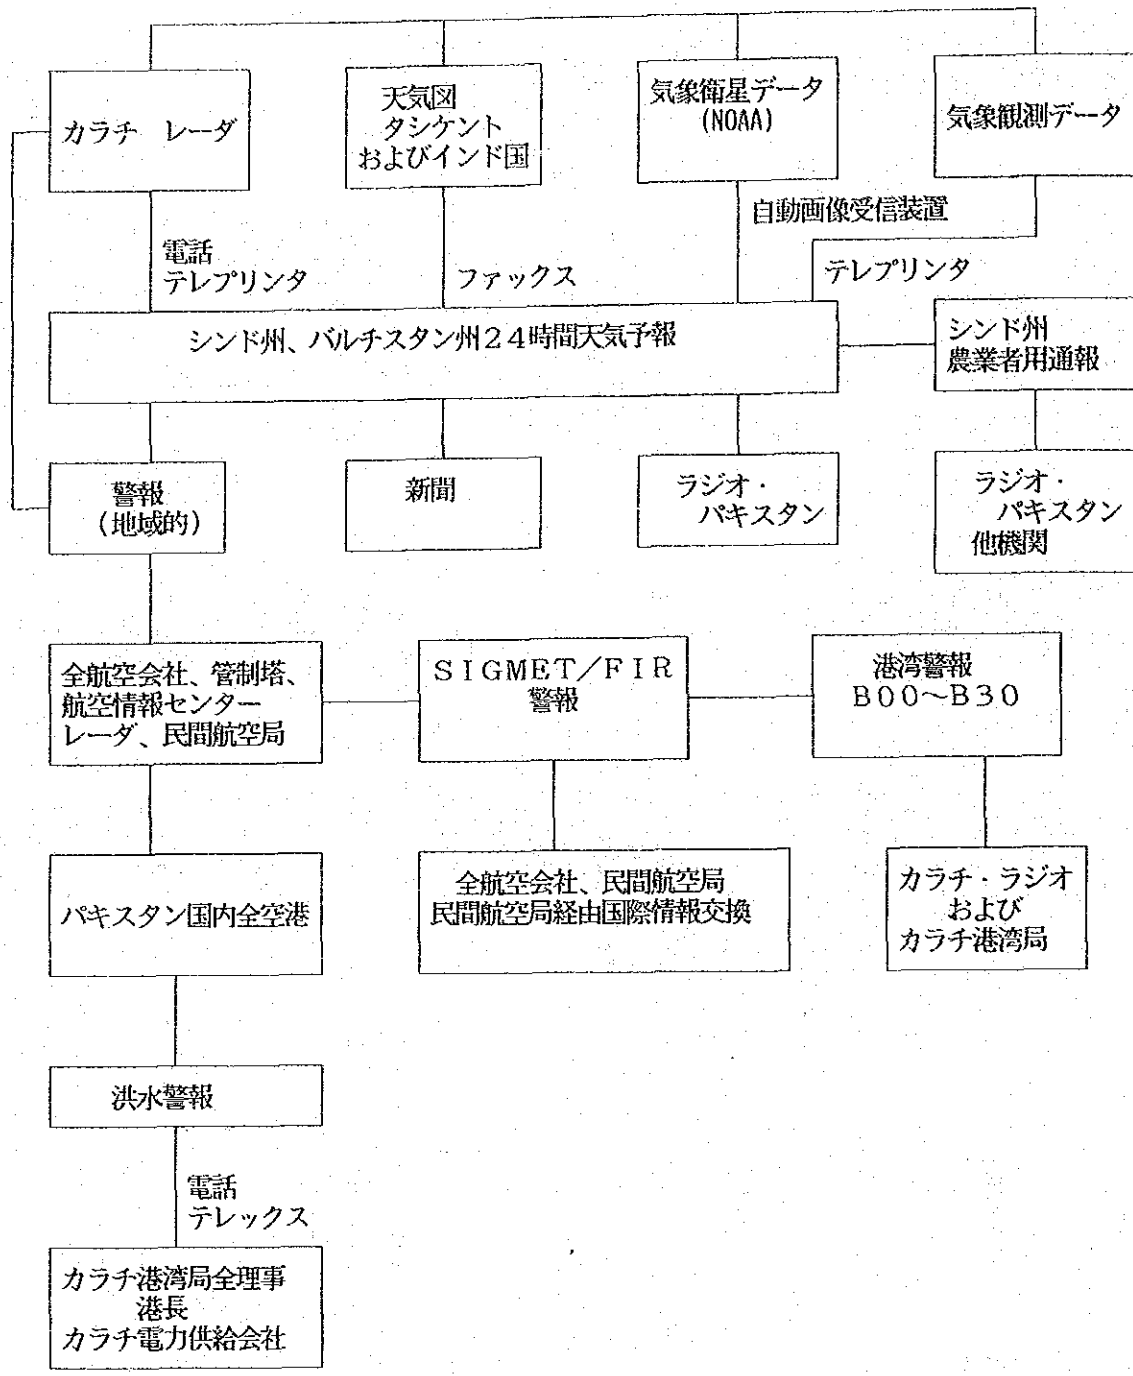 カラチ　レーダ
天気図
タシケント
およびインド国
気象衛星データ
(NOAA)
気象観測データ
電話
テレプリンタ
ファックス
自動画像受信装置
テレプリンタ
シンド州、バルチスタン州２４時間天気予報
シンド州
農業者用通報
警報
(地域的)
新聞
ラジオ・
パキスタン
ラジオ・
パキスタン
他機関
全航空会社、管制塔、
航空情報センター
レーダ、民間航空局
ＳＩＧＭＥＴ／ＦＩＲ
警報
港湾警報
Ｂ００～Ｂ３０
パキスタン国内全空港
全航空会社、民間航空局
民間航空局経由国際情報交換
カラチ・ラジオ
および
カラチ港湾局
洪水警報
電話
テレックス
カラチ港湾局全理事
港長
カラチ電力供給会社